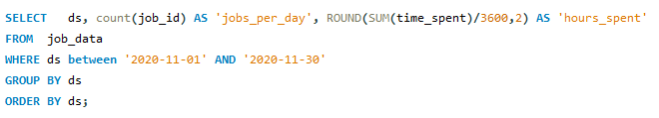 SELECT ds, count(job_id) AS 'jobs_per_day', ROUND(SUM(time_spent)/3600,2) AS 'hours_spent'
FROM job_data
WHERE ds between '2020-11-01' AND '2020-11-30'
GROUP BY ds
ORDER BY ds;